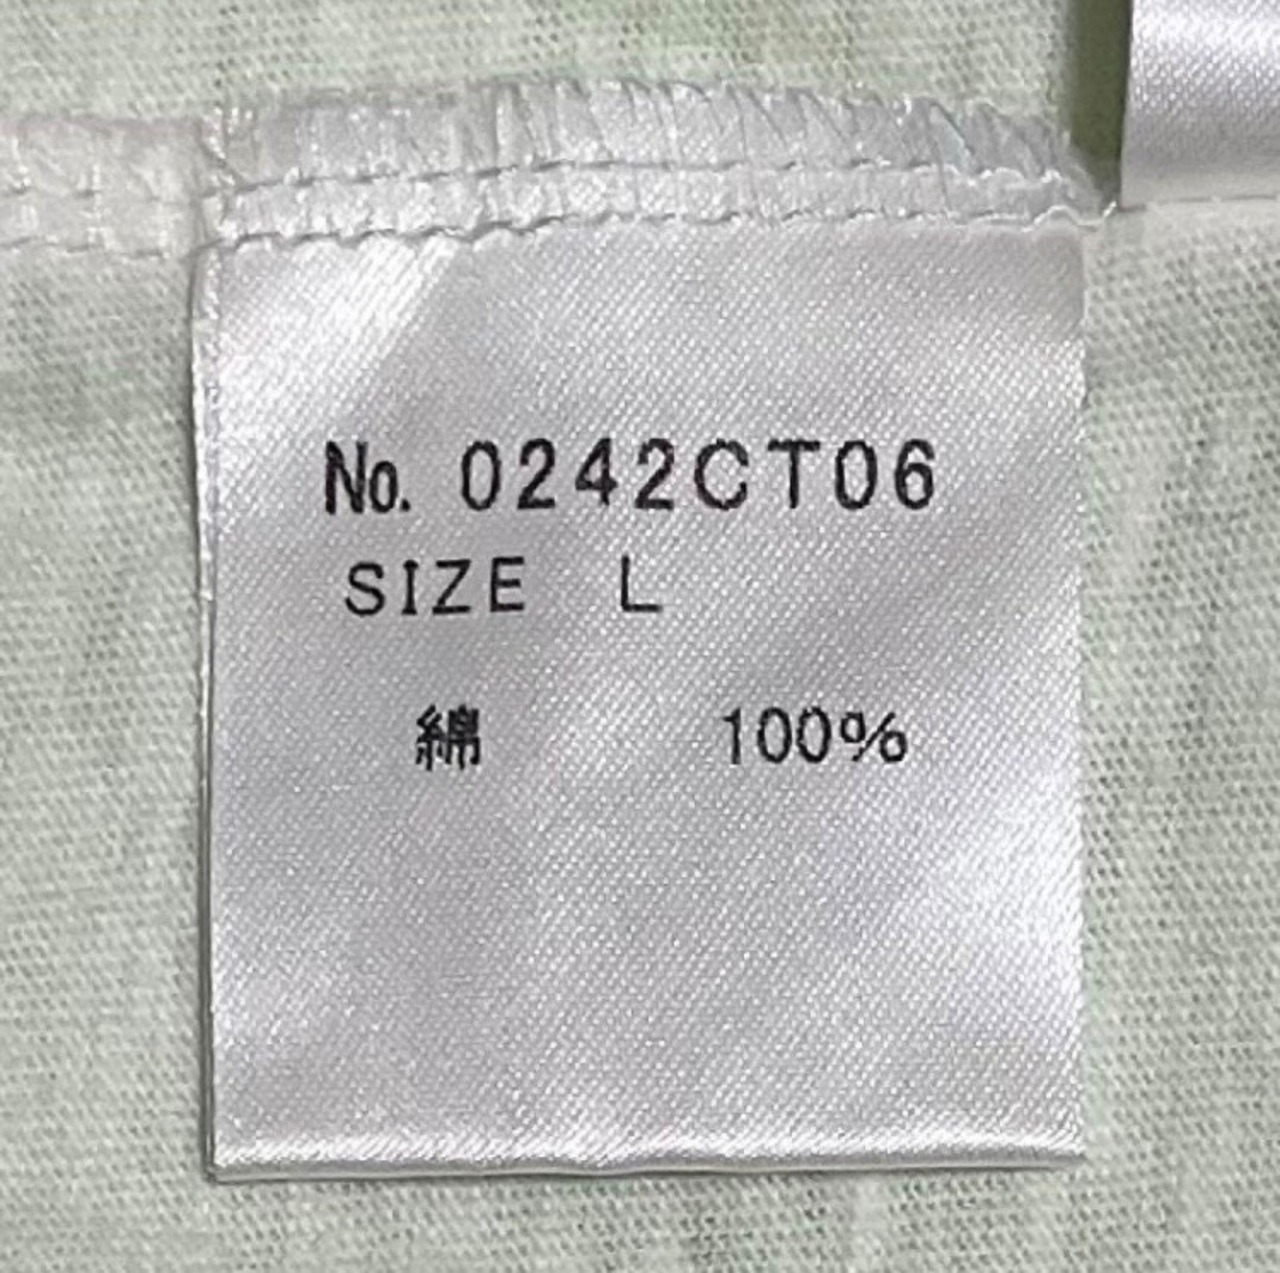 No. 0242CT06
SIZE L
綿 100%